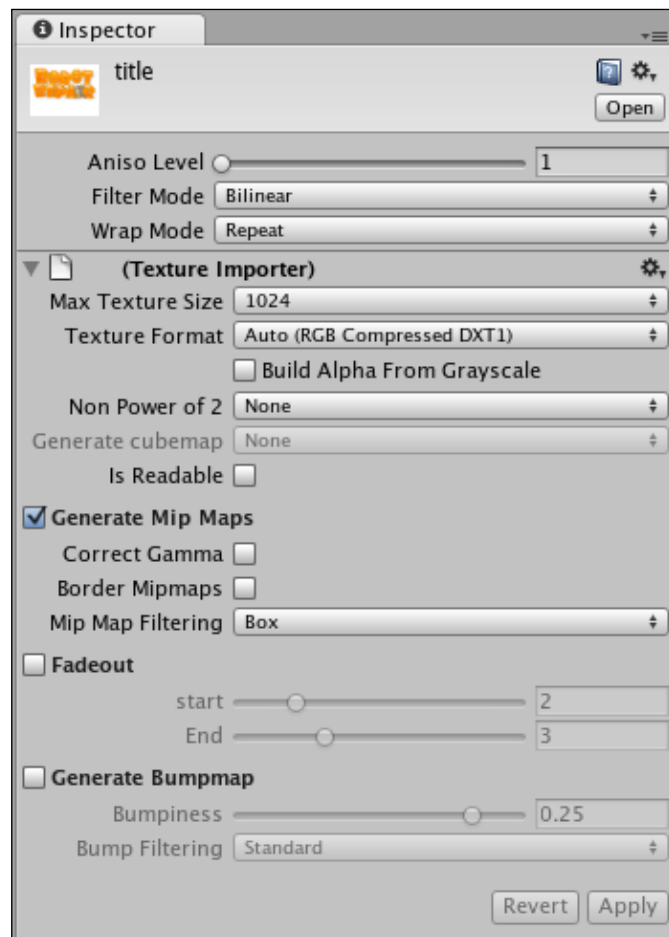 Inspector
title
Open
Aniso Level 1
Filter Mode Bilinear
Wrap Mode Repeat
(Texture Importer)
Max Texture Size 1024
Texture Format Auto (RGB Compressed DXT1)
Build Alpha From Grayscale
Non Power of 2 None
Generate cubemap None
Is Readable
Generate Mip Maps
Correct Gamma
Border Mipmaps
Mip Map Filtering Box
Fadeout
start 2
End 3
Generate Bumpmap
Bumpiness 0.25
Bump Filtering Standard
Revert Apply